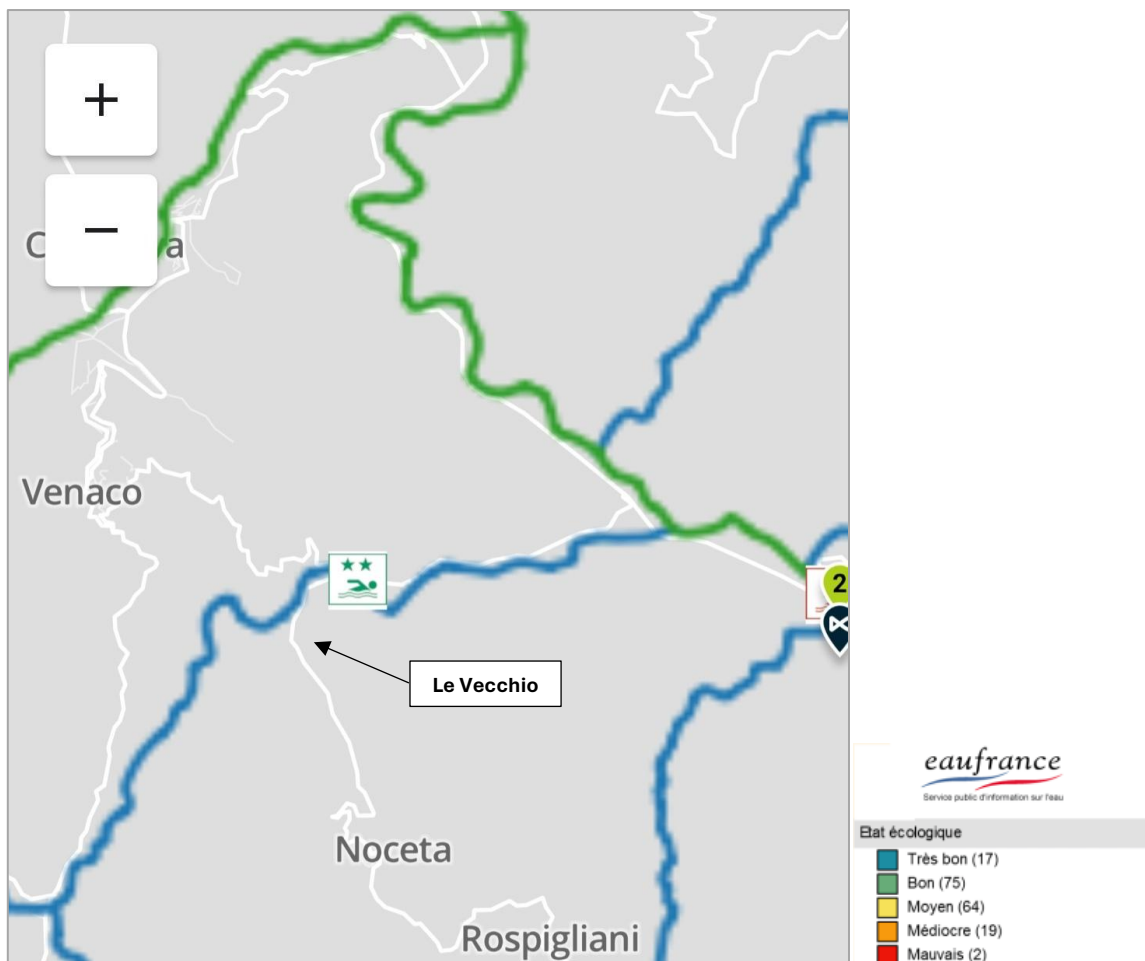 +
−
Venaco
Le Vecchio
2
Noceta
Rospigliani
eaufrance
Service public d'information sur l'eau
Etat écologique
Très bon (17)
Bon (75)
Moyen (64)
Médiocre (19)
Mauvais (2)